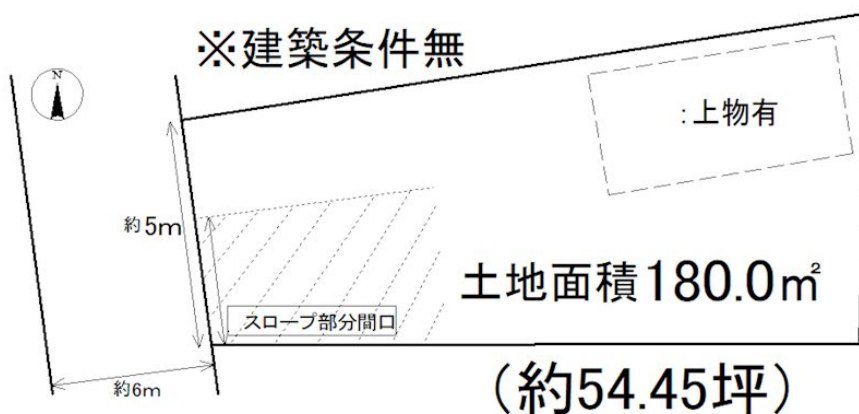 ※建築条件無
N
:上物有
約5m
土地面積180.0㎡
スロープ部分間口
約6m
(約54.45坪)